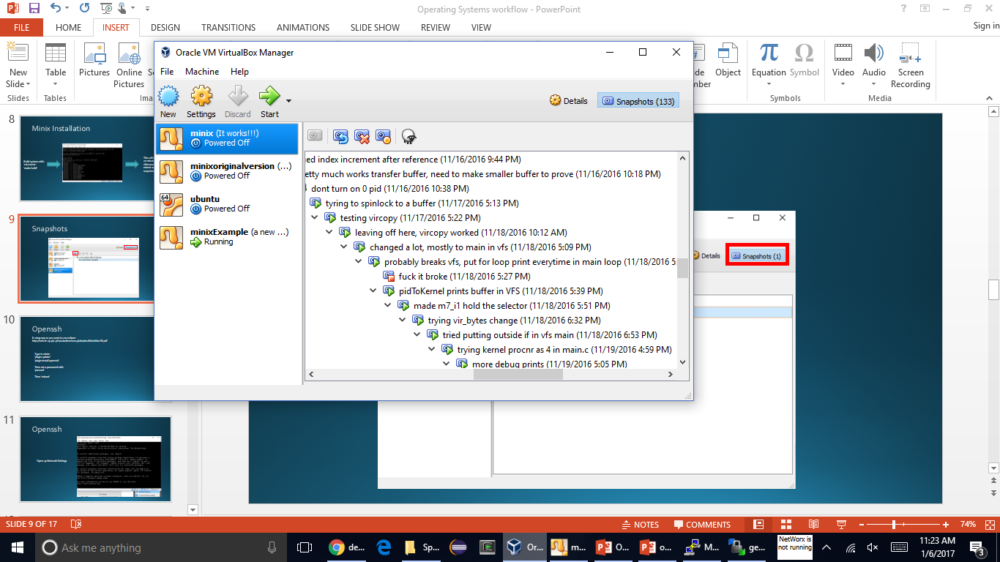 Operating Systems workflow - PowerPoint
FILE
HOME
INSERT
DESIGN
TRANSITIONS
ANIMATIONS
SLIDE SHOW
REVIEW
VIEW
Sign in
New
Slide
Table
Pictures
Online
Pictures
Object
Equation
Symbol
Video
Audio
Screen
Recording
Slides
Tables
Symbols
Media
Oracle VM VirtualBox Manager
File
Machine
Help
New
Settings
Discard
Start
Details
Snapshots (133)
minix (It works!!!)
Powered Off
minixoriginalversion (...)
Powered Off
64
ubuntu
Powered Off
minixExample (a new ...)
Running
index increment after reference (11/16/2016 9:44 PM)
much works transfer buffer, need to make smaller buffer to prove (11/16/2016 10:18 PM)
dont turn on 0 pid (11/16/2016 10:38 PM)
tyring to spinlock to a buffer (11/17/2016 5:13 PM)
testing vircopy (11/17/2016 5:22 PM)
leaving off here, vircopy worked (11/18/2016 10:12 AM)
changed a lot, mostly to main in vfs (11/18/2016 5:09 PM)
probably breaks vfs, put for loop print everytime in main loop (11/18/2016 5:
fuck it broke (11/18/2016 5:27 PM)
pidToKernel prints buffer in VFS (11/18/2016 5:39 PM)
made m7_i1 hold the selector (11/18/2016 5:51 PM)
trying vir_bytes change (11/18/2016 6:32 PM)
tried putting outside if in vfs main (11/18/2016 6:53 PM)
trying kernel procnr as 4 in main.c (11/19/2016 4:59 PM)
more debug prints (11/19/2016 5:05 PM)
8
Minix Installation
9
Snapshots
10
Openssh
11
Openssh
Open up Network Settings
Details
Snapshots (1)
SLIDE 9 OF 17
NOTES
COMMENTS
74%
Ask me anything
de...
Sp...
Or...
m...
O...
o...
M...
ge...
NetWorx is
not running
11:23 AM
1/6/2017
3